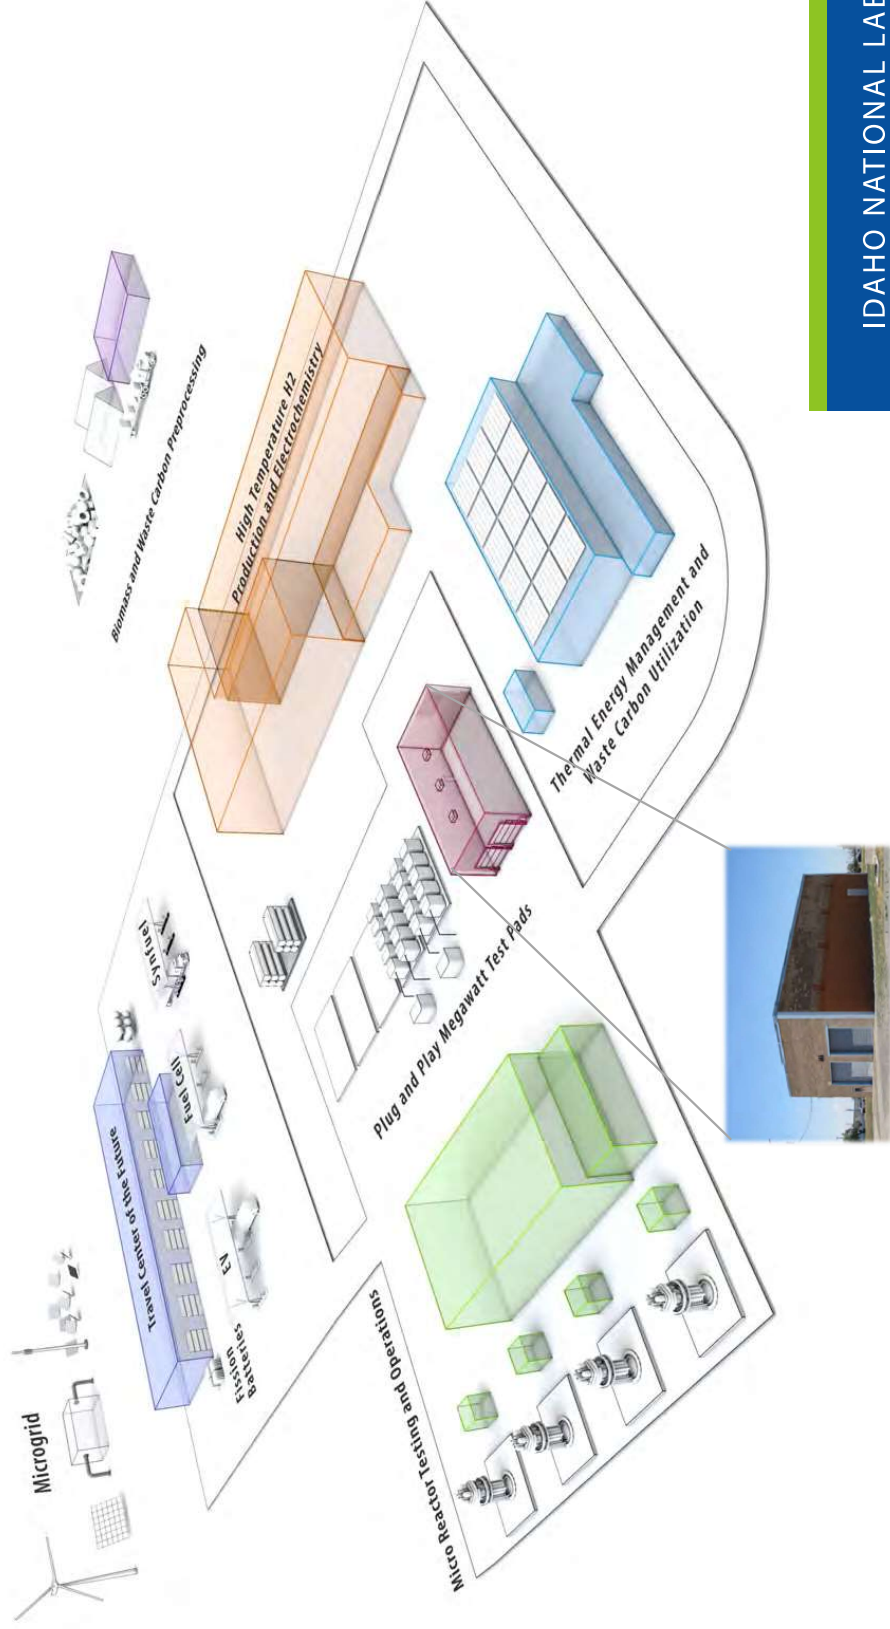 Microgrid
Travel Center of the Future
Fission
Batteries
EV
Fuel Cell
Synfuel
Biomass and Waste Carbon Preprocessing
High Temperature H2
Production and Electrochemistry
Micro Reactor Testing and Operations
Plug and Play Megawatt Test Pads
Thermal Energy Management and
Waste Carbon Utilization
IDAHO NATIONAL LAB